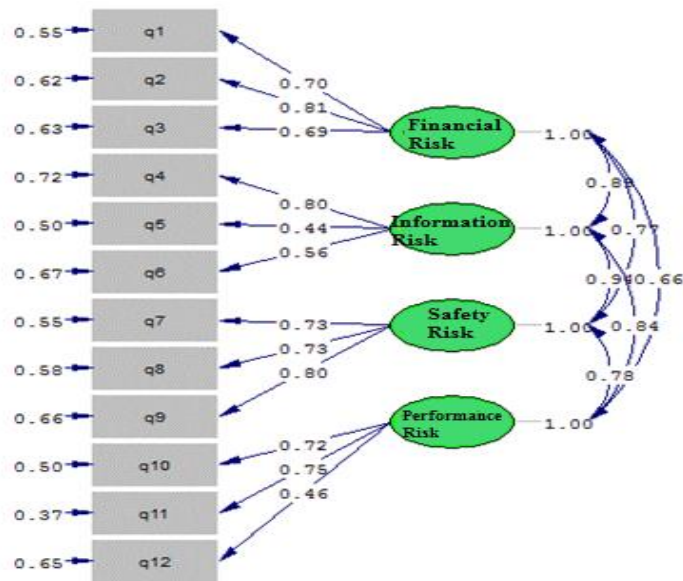 0.55
q1
0.62
q2
0.63
q3
0.72
q4
0.50
q5
0.67
q6
0.55
q7
0.58
q8
0.66
q9
0.50
q10
0.37
q11
0.65
q12
0.70
0.81
0.69
0.80
0.44
0.56
0.73
0.73
0.80
0.72
0.75
0.46
Financial
Risk
Information
Risk
Safety
Risk
Performance
Risk
1.00
1.00
1.00
1.00
0.77
0.66
0.84
0.78